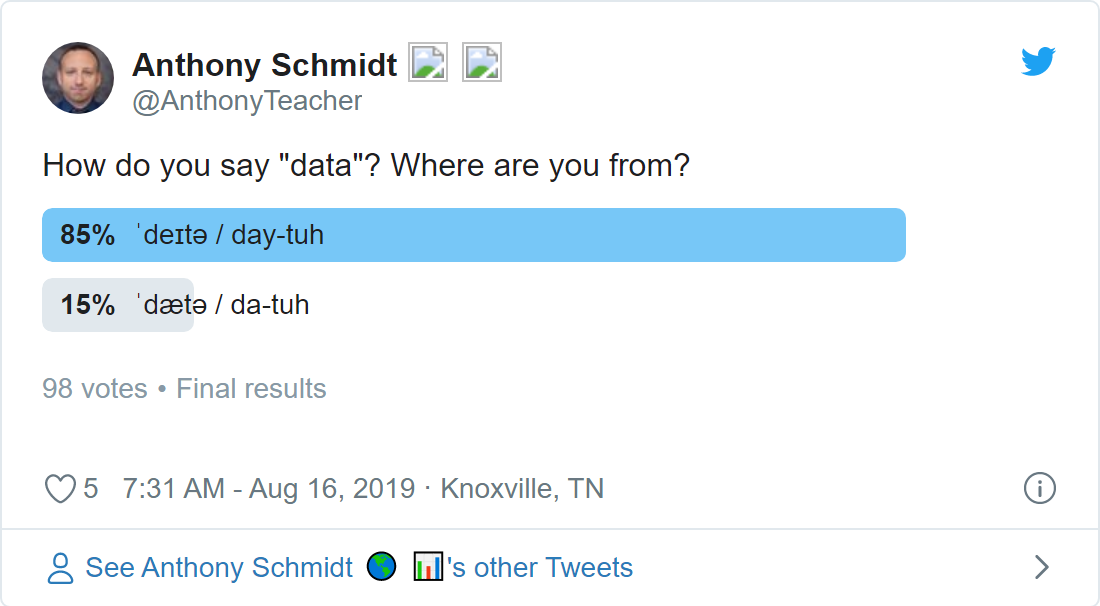 Anthony Schmidt
@AnthonyTeacher
How do you say "data"? Where are you from?
85% ˈdeɪtə / day-tuh
15% ˈdætə / da-tuh
98 votes • Final results
5 7:31 AM - Aug 16, 2019 · Knoxville, TN
See Anthony Schmidt 🌎 📊's other Tweets